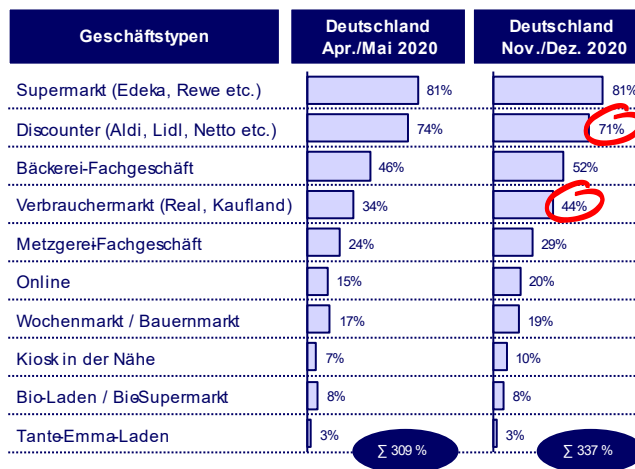 Geschäftstypen
Deutschland
Apr./Mai 2020
Deutschland
Nov./Dez. 2020
Supermarkt (Edeka, Rewe etc.) 81% 81%
Discounter (Aldi, Lidl, Netto etc.) 74% 71%
Bäckerei-Fachgeschäft 46% 52%
Verbrauchermarkt (Real, Kaufland) 34% 44%
Metzgerei-Fachgeschäft 24% 29%
Online 15% 20%
Wochenmarkt / Bauernmarkt 17% 19%
Kiosk in der Nähe 7% 10%
Bio-Laden / Bio-Supermarkt 8% 8%
Tante-Emma-Laden 3% 3%
∑ 309 % ∑ 337 %